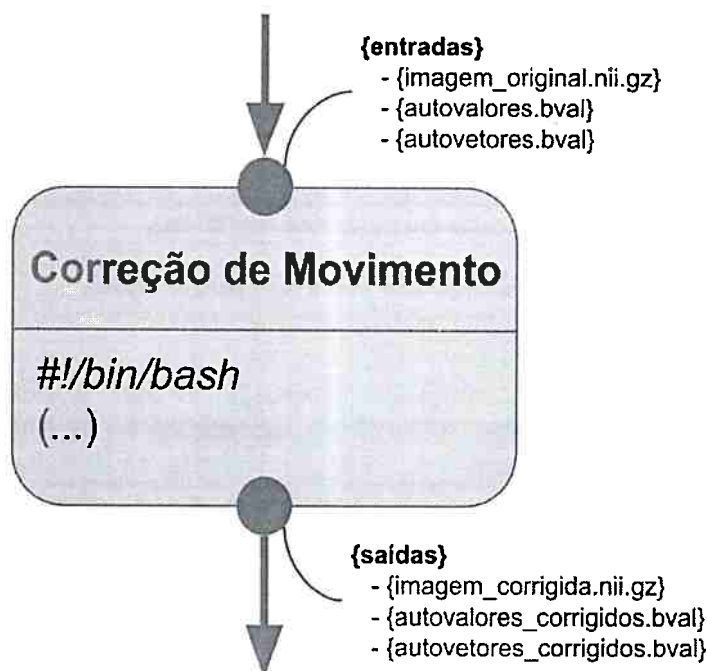 {entradas}
- {imagem_original.nii.gz}
- {autovalores.bval}
- {autovetores.bval}
Correção de Movimento
#!/bin/bash
(...)
{saídas}
- {imagem_corrigida.nii.gz}
- {autovalores_corrigidos.bval}
- {autovetores_corrigidos.bval}